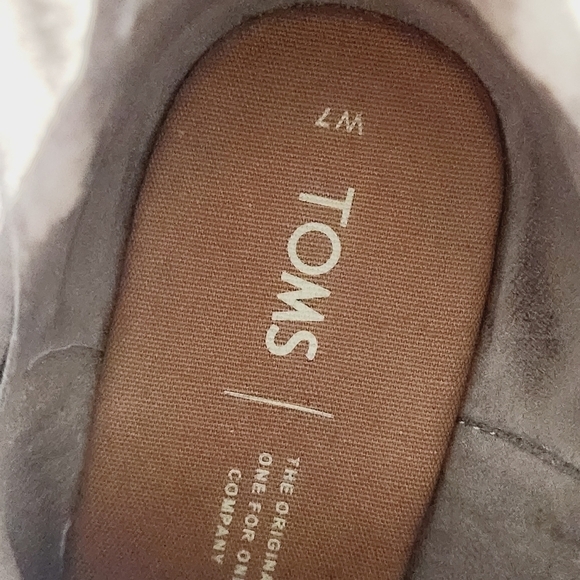 W7
TOMS
THE ORIGINA
ONE FOR ON
COMPANY